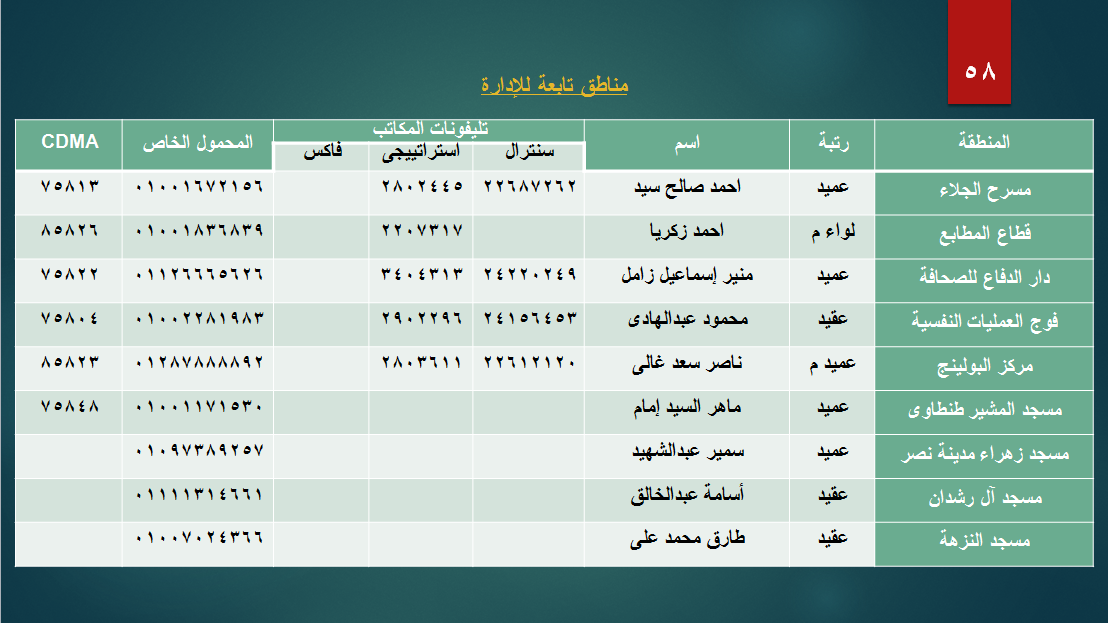 ٥٨
مناطق تابعة للإدارة
المنطقة رتبة اسم تليفونات المكاتب المحمول الخاص CDMA
سنترال استراتييجى فاكس
مسرح الجلاء عميد احمد صالح سيد ٢٢٦٨٧٢٦٢ ٢٨٠٢٤٤٥ ٠١٠٠١٦٧٢١٥٦ ٧٥٨١٣
قطاع المطابع لواء م احمد زكريا ٢٢٠٧٣١٧ ٠١٠٠١٨٣٦٨٣٩ ٨٥٨٢٦
دار الدفاع للصحافة عميد منير إسماعيل زامل ٢٤٢٢٠٢٤٩ ٣٤٠٤٣١٣ ٠١١٢٦٦٦٥٦٢٦ ٧٥٨٢٢
فوج العمليات النفسية عقيد محمود عبدالهادى ٢٤١٥٦٤٥٣ ٢٩٠٢٢٩٦ ٠١٠٠٢٢٨١٩٨٣ ٧٥٨٠٤
مركز البولينج عميد م ناصر سعد غالى ٢٢٦١٢١٢٠ ٢٨٠٣٦١١ ٠١٢٨٧٨٨٨٨٩٢ ٨٥٨٢٣
مسجد المشير طنطاوى عميد ماهر السيد إمام ٠١٠٠١١٧١٥٣٠ ٧٥٨٤٨
مسجد زهراء مدينة نصر عميد سمير عبدالشهيد ٠١٠٩٧٣٨٩٢٥٧
مسجد آل رشدان عقيد أسامة عبدالخالق ٠١١١١٣١٤٦٦١
مسجد النزهة عقيد طارق محمد على ٠١٠٠٧٠٢٤٣٦٦